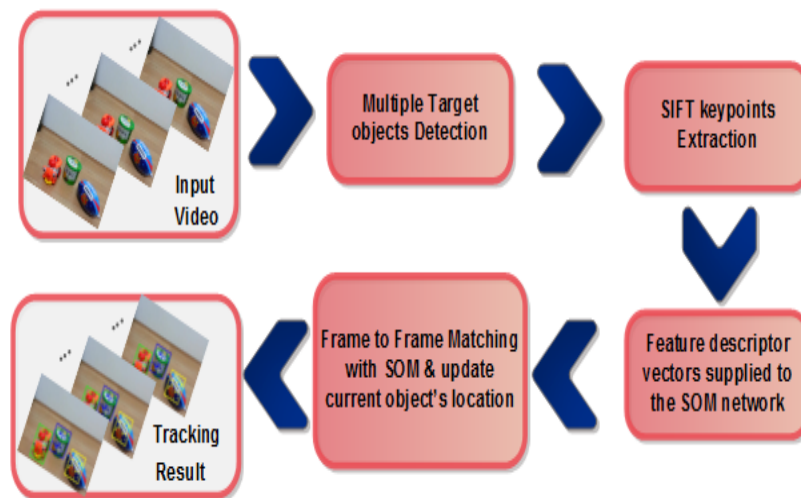 Input
Video
Multiple Target
objects Detection
SIFT keypoints
Extraction
Feature descriptor
vectors supplied to
the SOM network
Frame to Frame Matching
with SOM & update
current object's location
Tracking
Result